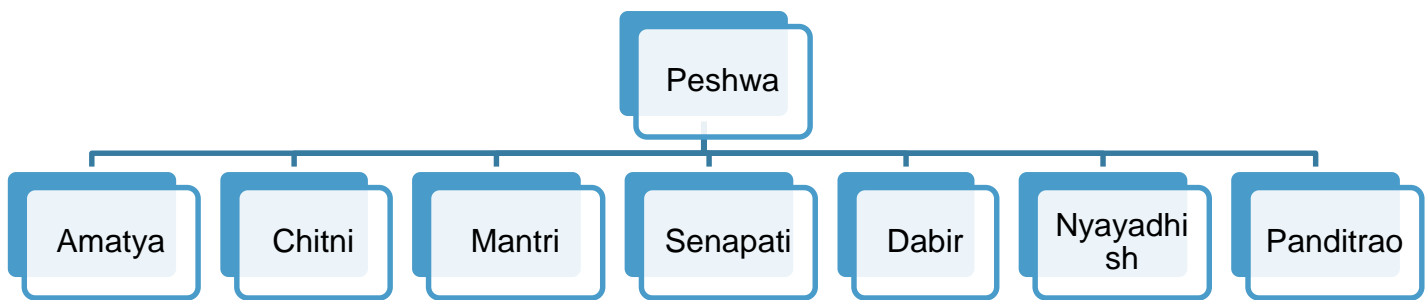 Peshwa
Amatya
Chitni
Mantri
Senapati
Dabir
Nyayadhi
sh
Panditrao